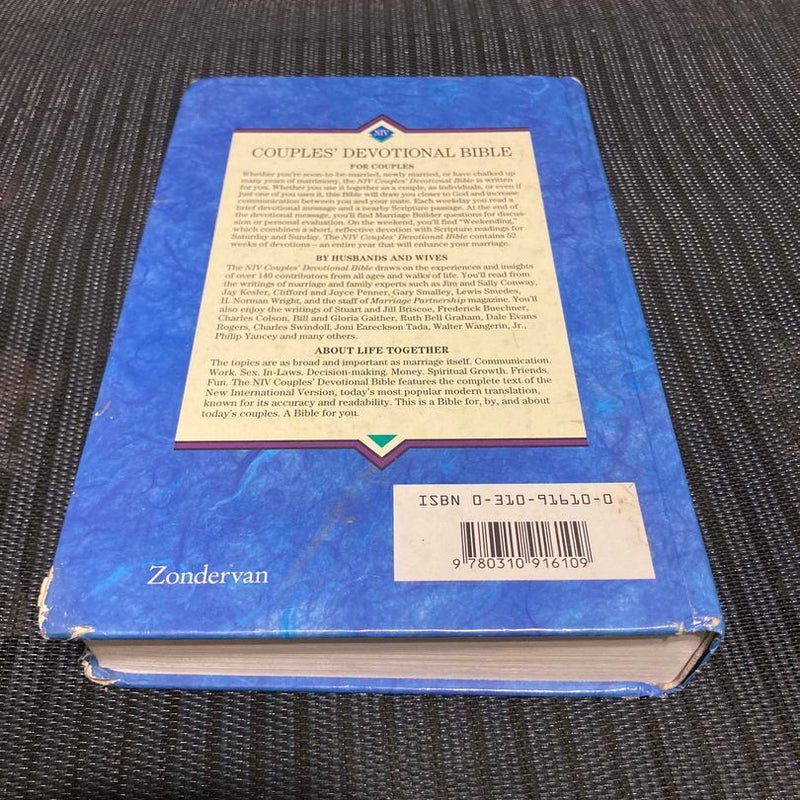 NIV
COUPLES' DEVOTIONAL BIBLE
FOR COUPLES
Whether you're soon-to-be-married, newly married, or have chalked up
many years of matrimony, the NIV Couples' Devotional Bible is written
for you. Whether you use it together as a couple, as individuals, or even if
just one of you uses it, this Bible will draw you closer to God and increase
communication between you and your mate. Each weekday you read a
brief devotional message and a nearby Scripture passage. At the end of
the devotional message, you'll find Marriage Builder questions for discus-
sion or personal evaluation. On the weekend, you'll find "Weekending,"
which combines a short, reflective devotion with Scripture readings for
Saturday and Sunday. The NIV Couples' Devotional Bible contains 52
weeks of devotions – an entire year that will enhance your marriage.
BY HUSBANDS AND WIVES
The NIV Couples' Devotional Bible draws on the experiences and insights
of over 140 contributors from all ages and walks of life. You'll read from
the writings of marriage and family experts such as Jim and Sally Conway,
Jay Kesler, Clifford and Joyce Penner, Gary Smalley, Lewis Smedes,
H. Norman Wright, and the staff of Marriage Partnership magazine. You'll
also enjoy the writings of Stuart and Jill Briscoe, Frederick Buechner,
Charles Colson, Bill and Gloria Gaither, Ruth Bell Graham, Dale Evans
Rogers, Charles Swindoll, Joni Eareckson Tada, Walter Wangerin, Jr.,
Philip Yancey and many others.
ABOUT LIFE TOGETHER
The topics are as broad and important as marriage itself. Communication.
Work. Sex. In-Laws. Decision-making. Money. Spiritual Growth. Friends.
Fun. The NIV Couples' Devotional Bible features the complete text of the
New International Version, today's most popular modern translation,
known for its accuracy and readability. This is a Bible for, by, and about
today's couples. A Bible for you.
ISBN 0-310-91610-0
9 780310 916109
Zondervan